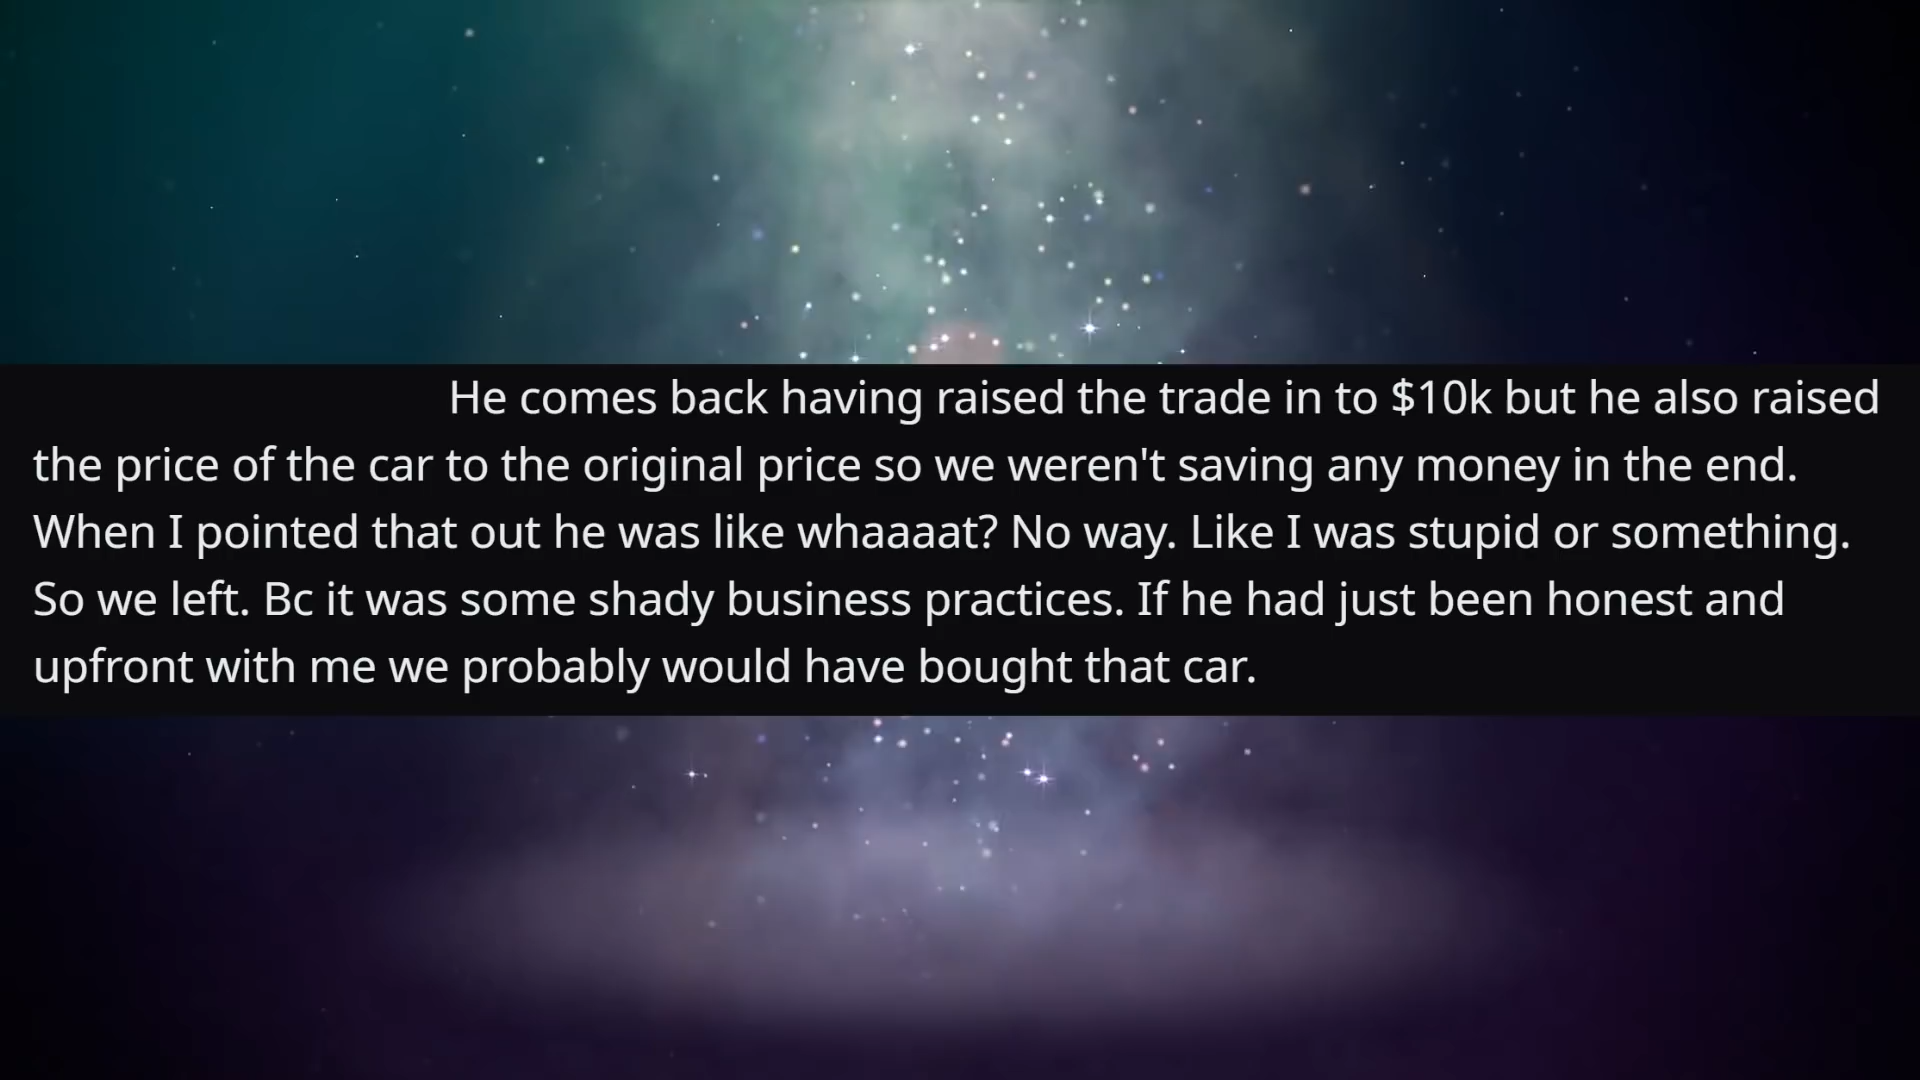 He comes back having raised the trade in to $10k but he also raised
the price of the car to the original price so we weren't saving any money in the end.
When I pointed that out he was like whaaaat? No way. Like I was stupid or something.
So we left. Bc it was some shady business practices. If he had just been honest and
upfront with me we probably would have bought that car.